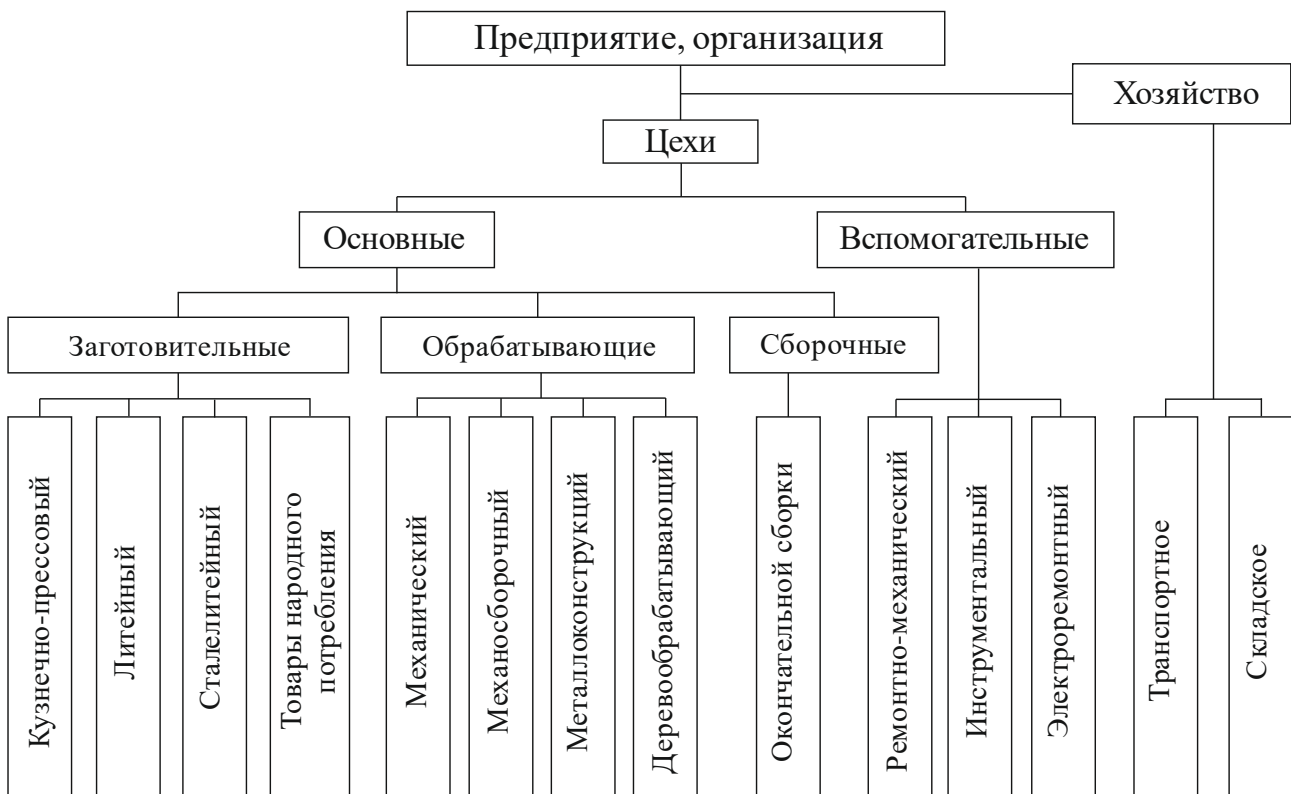 Предприятие, организация
Хозяйство
Цехи
Основные
Вспомогательные
Заготовительные
Обрабатывающие
Сборочные
Кузнечно-прессовый
Литейный
Сталелитейный
Товары народного
потребления
Механический
Механосборочный
Металлоконструкций
Деревообрабатывающий
Окончательной сборки
Ремонтно-механический
Инструментальный
Электроремонтный
Транспортное
Складское